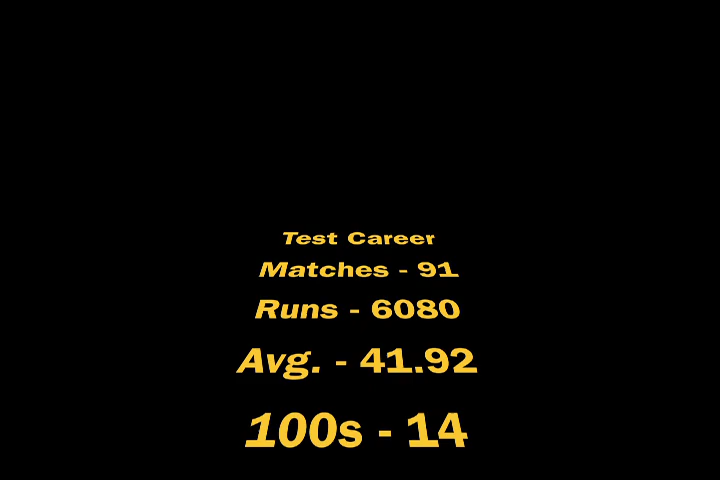 Test Career
Matches - 91
Runs - 6080
Avg. - 41.92
100s - 14